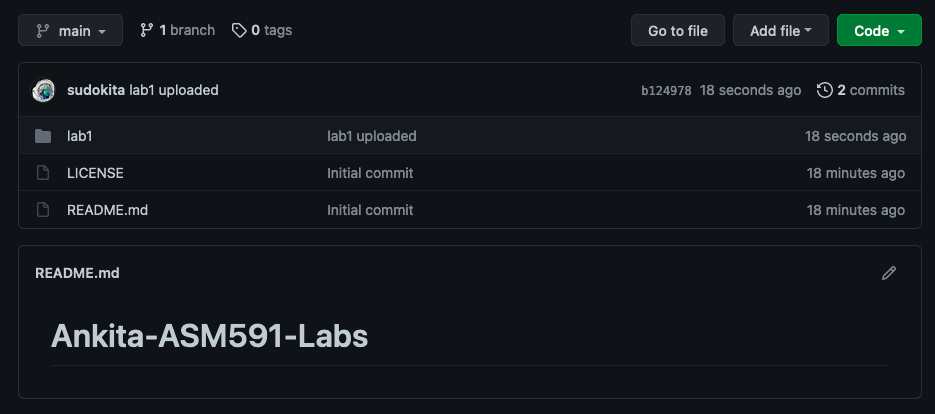 main 1 branch 0 tags Go to file Add file Code
sudokita lab1 uploaded b124978 18 seconds ago 2 commits
lab1 lab1 uploaded 18 seconds ago
LICENSE Initial commit 18 minutes ago
README.md Initial commit 18 minutes ago
README.md
Ankita-ASM591-Labs